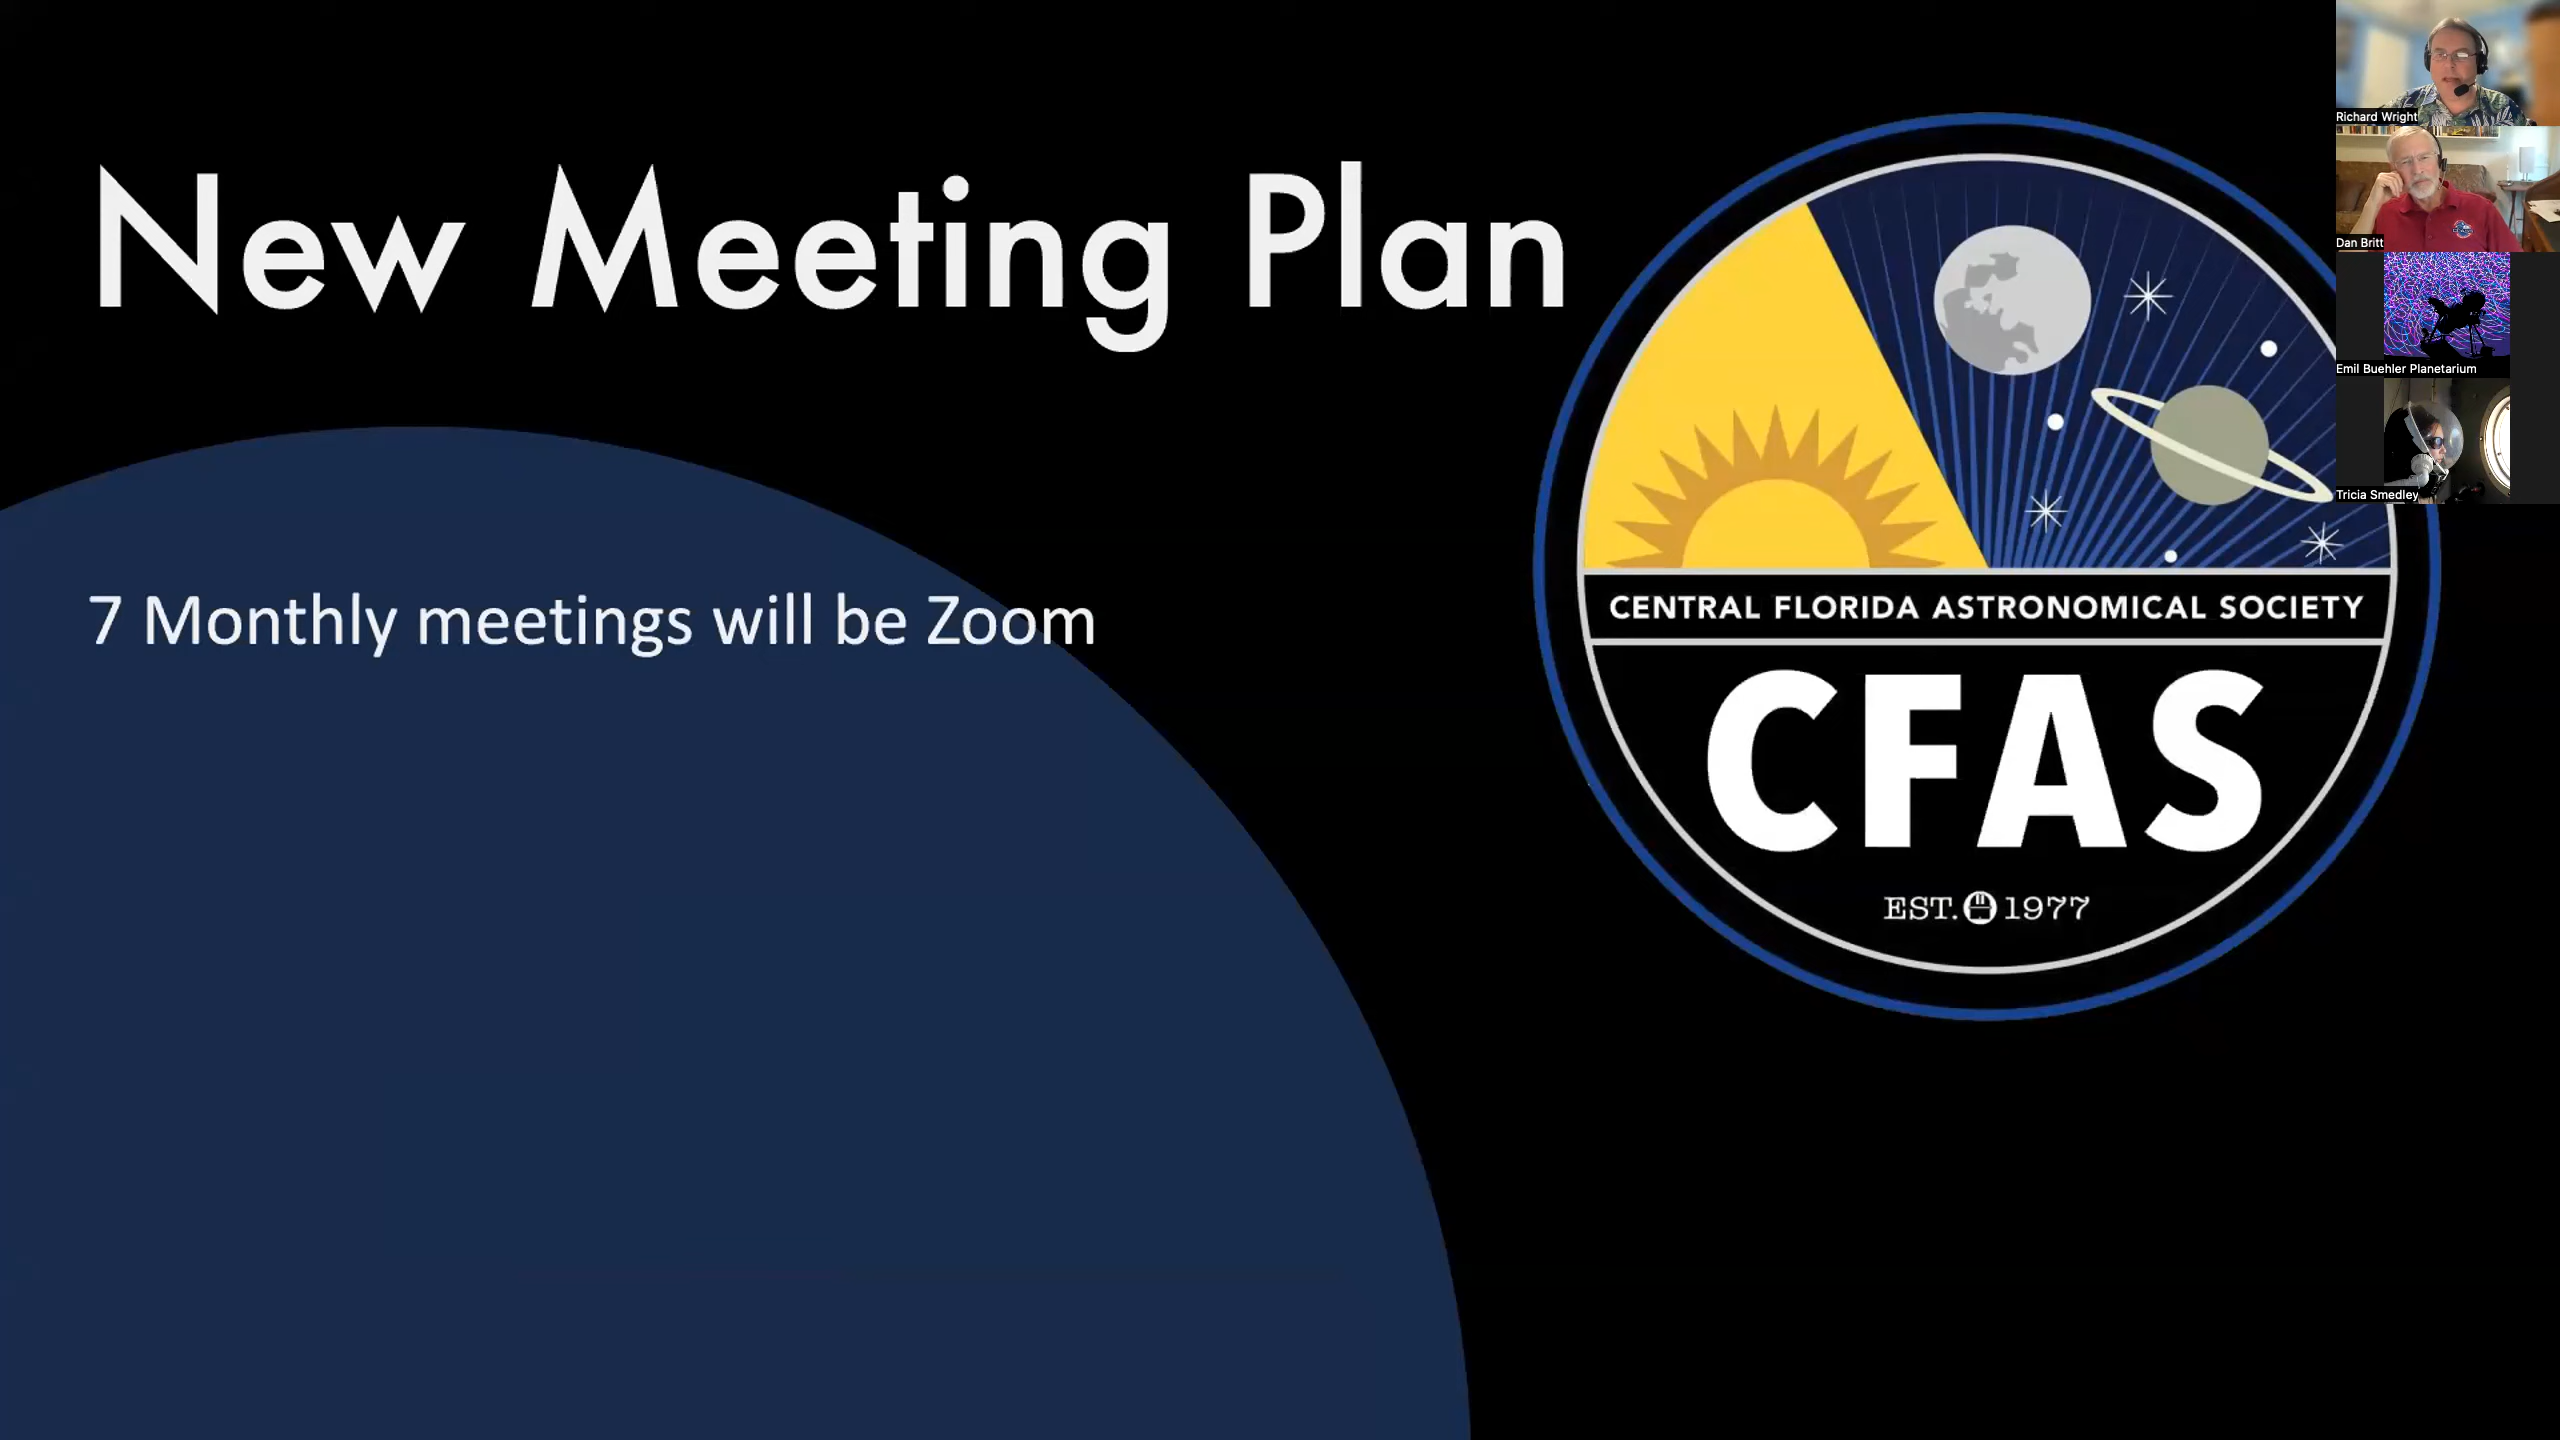 New Meeting Plan
7 Monthly meetings will be Zoom
CENTRAL FLORIDA ASTRONOMICAL SOCIETY
CFAS
EST. 1977
Richard Wright
Dan Britt
Emil Buehler Planetarium
Tricia Smedley